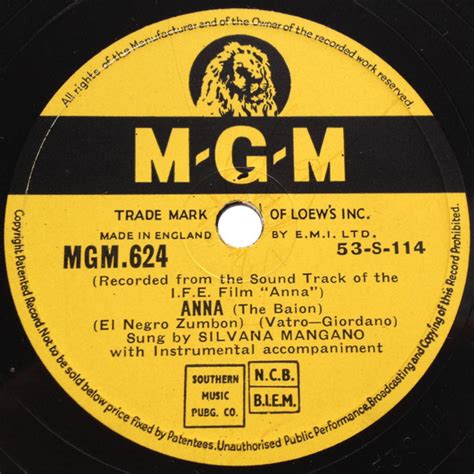 All rights of the Manufacturer and of the Owner of the recorded work reserved.
M-G-M
TRADE MARK OF LOEW'S INC.
MADE IN ENGLAND BY E.M.I. LTD.
MGM.624 53-S-114
(Recorded from the Sound Track of the
I.F.E. Film "Anna")
ANNA (The Baion)
(El Negro Zumbon) (Vatro—Giordano)
Sung by SILVANA MANGANO
with Instrumental accompaniment
SOUTHERN
MUSIC
PUBG. CO.
N.C.B.
B.I.E.M.
Copyright. Patented Record. Not to be sold below price fixed by Patentees. Unauthorised Public Performance, Broadcasting and Copying of this Record Prohibited.